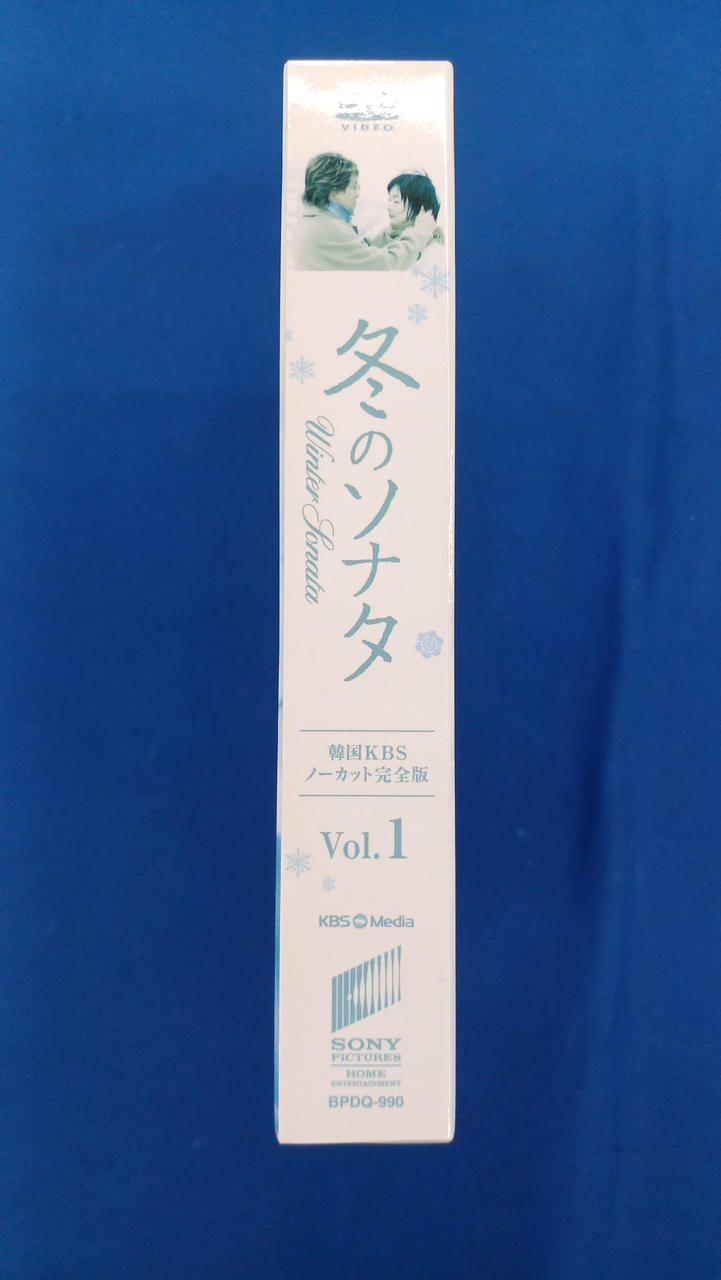 VIDEO
冬のソナタ
Winter Sonata
韓国KBS
ノーカット完全版
Vol.1
KBS Media
SONY
PICTURES
HOME
ENTERTAINMENT
BPDQ-990